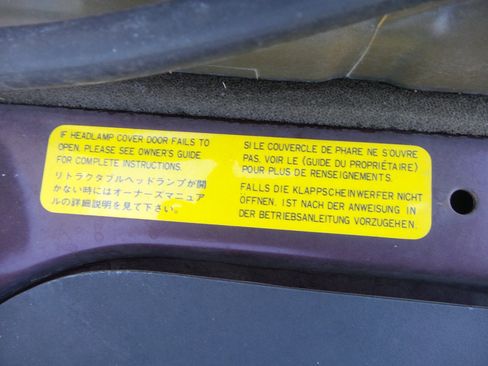 IF HEADLAMP COVER DOOR FAILS TO
OPEN. PLEASE SEE OWNER'S GUIDE
FOR COMPLETE INSTRUCTIONS.
リトラクタブルヘッドランプが開
かない時にはオーナーズマニュア
ルの詳細説明を見て下さい。
SI LE COUVERCLE DE PHARE NE S'OUVRE
PAS, VOIR LE (GUIDE DU PROPRIÉTAIRE)
POUR PLUS DE RENSEIGNEMENTS.
FALLS DIE KLAPPSCHEINWERFER NICHT
ÖFFNEN, IST NACH DER ANWEISUNG IN
DER BETRIEBSANLEITUNG VORZUGEHEN.